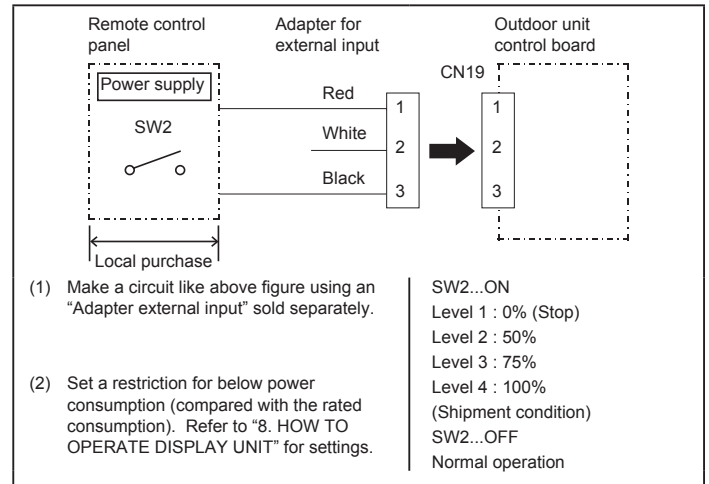 Remote control
panel
Adapter for
external input
Outdoor unit
control board
CN19
Power supply
SW2
Red
White
Black
1
2
3
1
2
3
Local purchase
(1) Make a circuit like above figure using an
“Adapter external input” sold separately.
(2) Set a restriction for below power
consumption (compared with the rated
consumption). Refer to “8. HOW TO
OPERATE DISPLAY UNIT” for settings.
SW2...ON
Level 1 : 0% (Stop)
Level 2 : 50%
Level 3 : 75%
Level 4 : 100%
(Shipment condition)
SW2...OFF
Normal operation